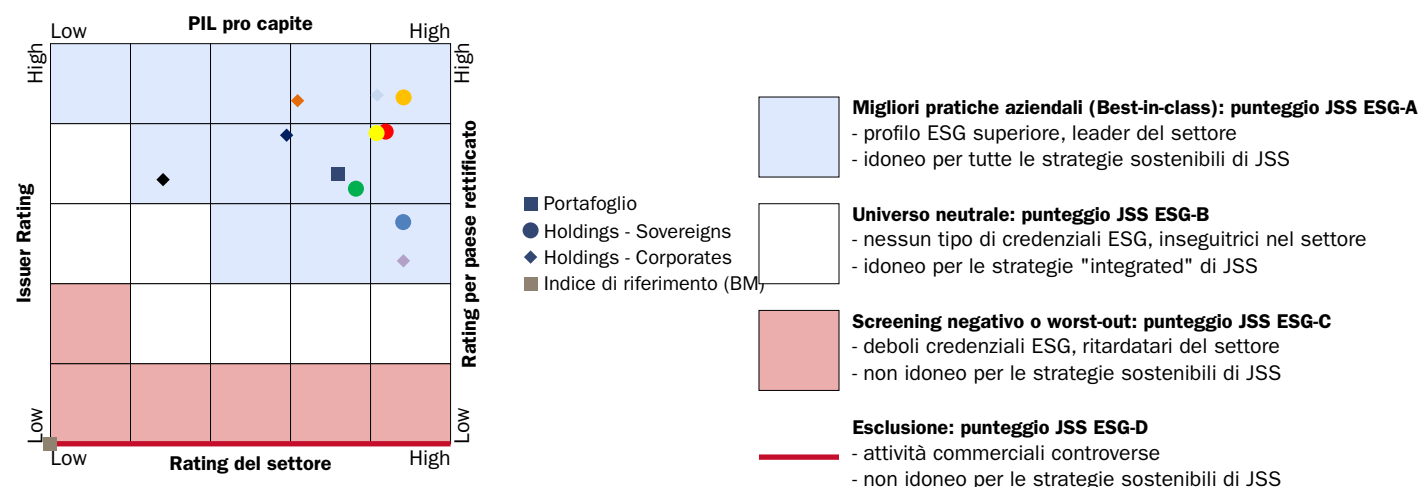 PIL pro capite
Low
High
High
High
Issuer Rating
Rating per paese rettificato
Low
Low
Low
High
Rating del settore
Portafoglio
Holdings - Sovereigns
Holdings - Corporates
Indice di riferimento (BM)
Migliori pratiche aziendali (Best-in-class): punteggio JSS ESG-A
- profilo ESG superiore, leader del settore
- idoneo per tutte le strategie sostenibili di JSS
Universo neutrale: punteggio JSS ESG-B
- nessun tipo di credenziali ESG, inseguitrici nel settore
- idoneo per le strategie "integrated" di JSS
Screening negativo o worst-out: punteggio JSS ESG-C
- deboli credenziali ESG, ritardatari del settore
- non idoneo per le strategie sostenibili di JSS
Esclusione: punteggio JSS ESG-D
- attività commerciali controverse
- non idoneo per le strategie sostenibili di JSS